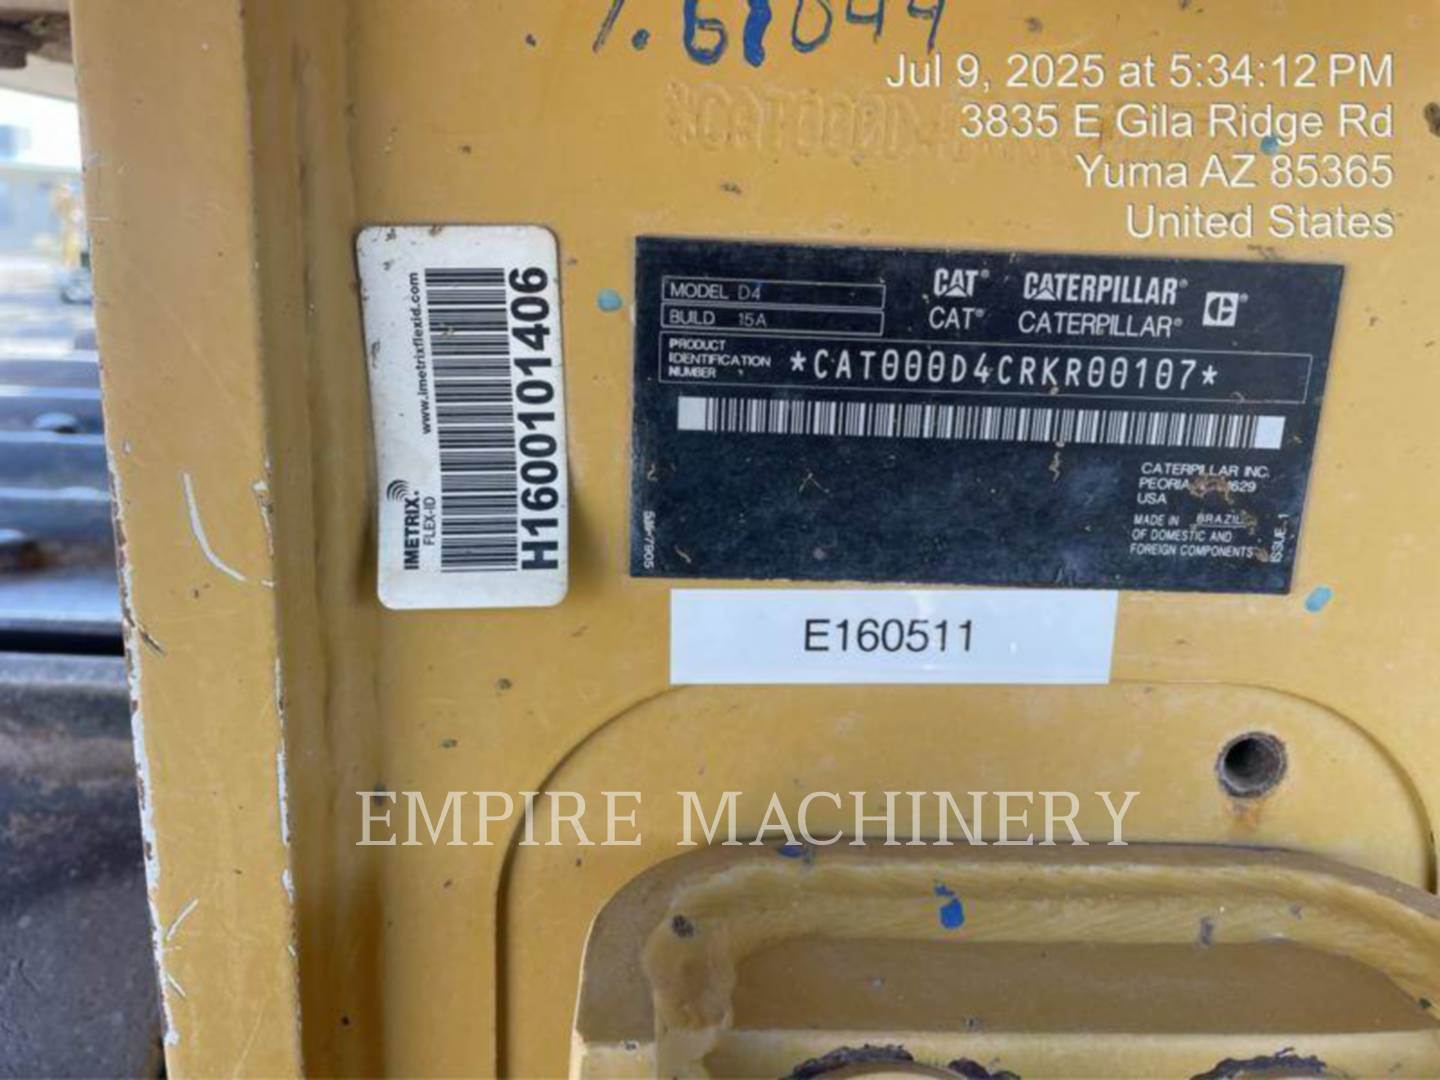 Jul 9, 2025 at 5:34:12 PM
3835 E Gila Ridge Rd
Yuma AZ 85365
United States
IMETRIX.
FLEX-ID
www.imetrixflexid.com
H1600101406
MODEL D4
BUILD 15A
CAT® CATERPILLAR®
CAT® CATERPILLAR®
PRODUCT
IDENTIFICATION
NUMBER
*CAT000D4CRKR00107*
CATERPILLAR INC.
PEORIA
USA
MADE IN BRAZIL
OF DOMESTIC AND
FOREIGN COMPONENTS
ISSUE. 1
E160511
EMPIRE MACHINERY